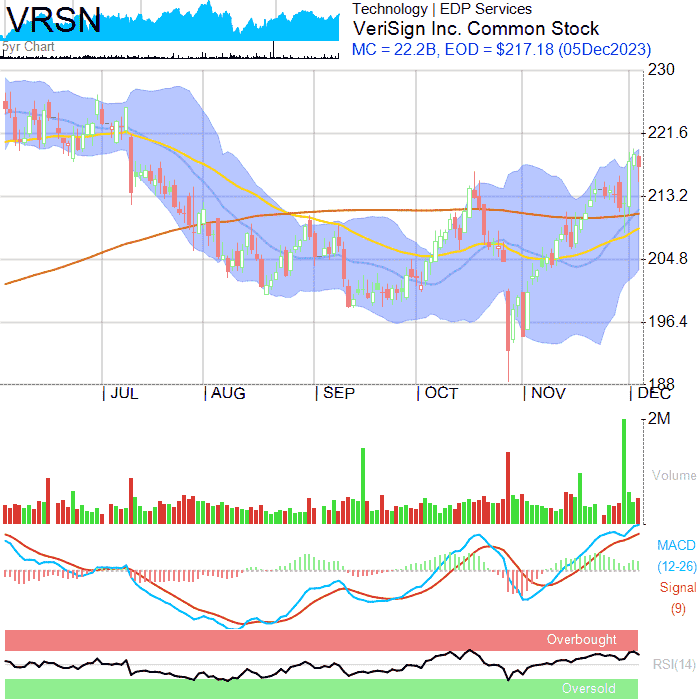 VRSN
5yr Chart
Technology | EDP Services
VeriSign Inc. Common Stock
MC = 22.2B, EOD = $217.18 (05Dec2023)
230
221.6
213.2
204.8
196.4
188
JUL
AUG
SEP
OCT
NOV
DEC
2M
Volume
MACD
(12-26)
Signal
(9)
Overbought
RSI(14)
Oversold